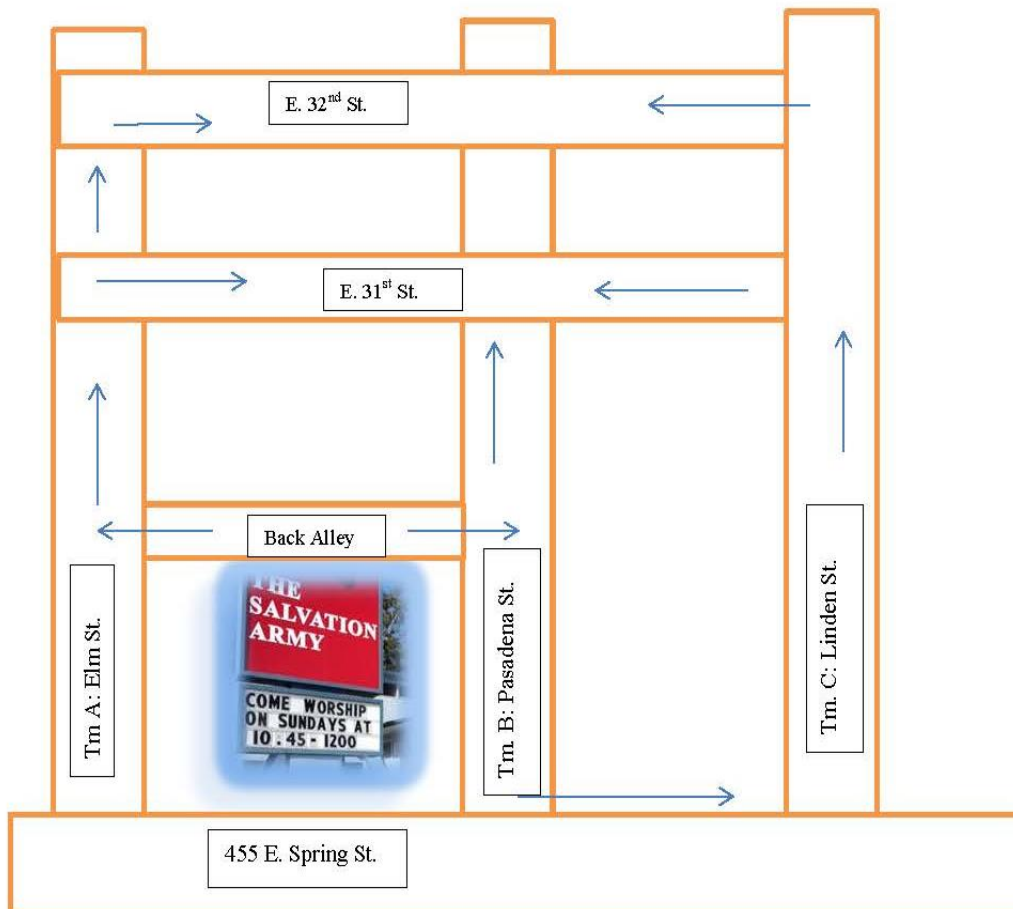 E. 32nd St.
E. 31st St.
Back Alley
THE
SALVATION
ARMY
COME WORSHIP
ON SUNDAYS AT
10:45-1200
Tm A: Elm St.
Tm. B: Pasadena St.
Tm. C: Linden St.
455 E. Spring St.